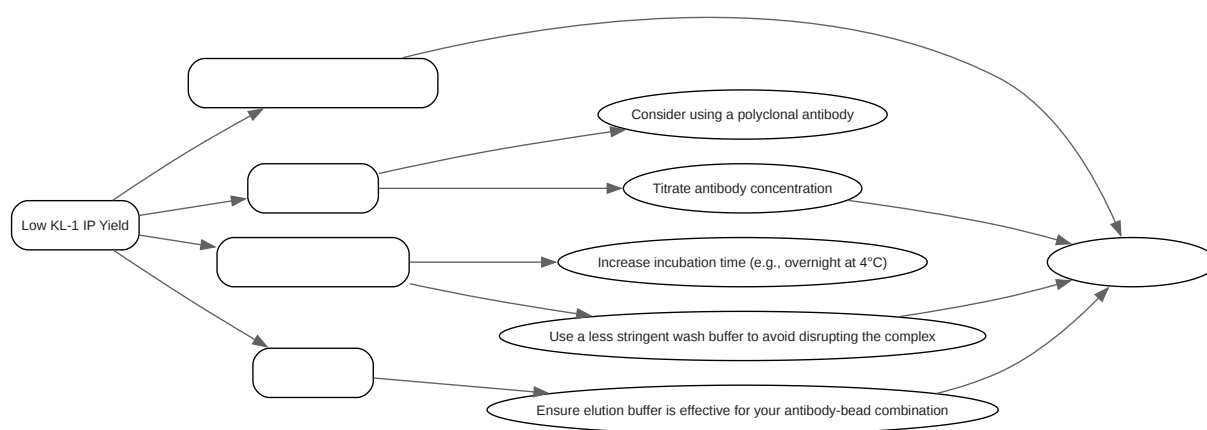 Consider using a polyclonal antibody
Titrate antibody concentration
Low KL-1 IP Yield
Increase incubation time (e.g., overnight at 4°C)
Use a less stringent wash buffer to avoid disrupting the complex
Ensure elution buffer is effective for your antibody-bead combination